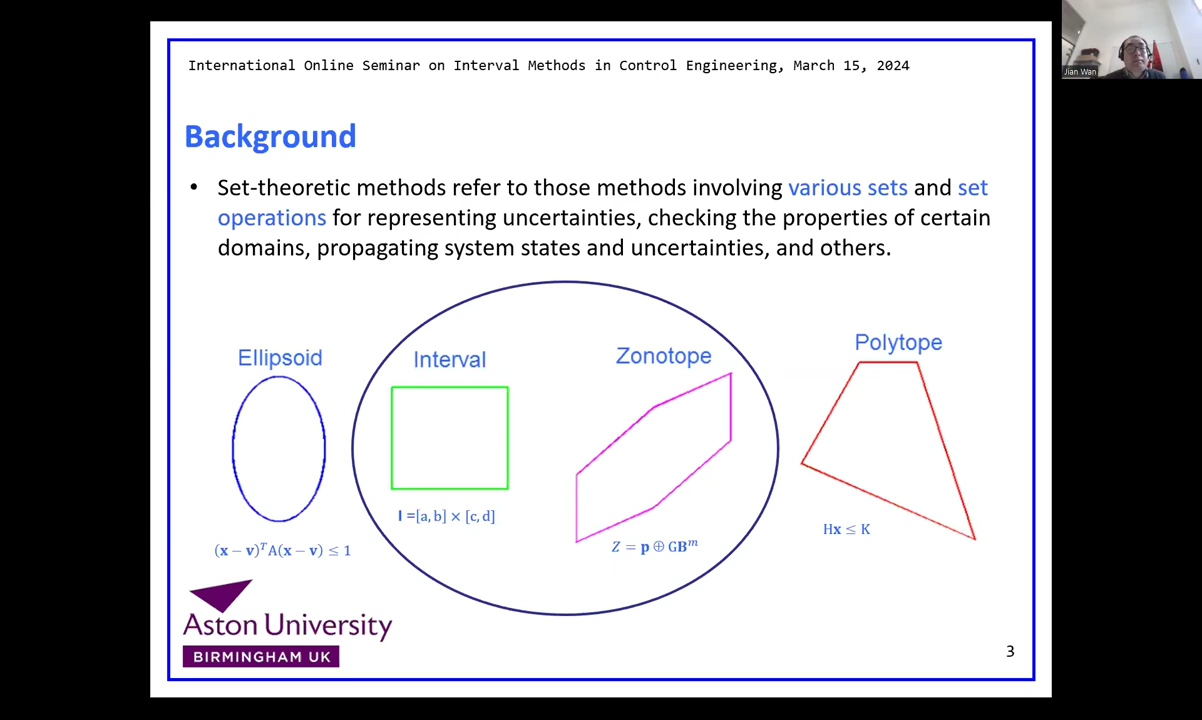 International Online Seminar on Interval Methods in Control Engineering, March 15, 2024
Jian Wan
Background
• Set-theoretic methods refer to those methods involving various sets and set
operations for representing uncertainties, checking the properties of certain
domains, propagating system states and uncertainties, and others.
Ellipsoid
Interval
Zonotope
Polytope
(𝐱 − 𝐯)ᵀA(𝐱 − 𝐯) ≤ 1
I =[a, b] × [c, d]
Z = 𝐩 ⊕ G𝐁ᵐ
H𝐱 ≤ K
Aston University
BIRMINGHAM UK
3